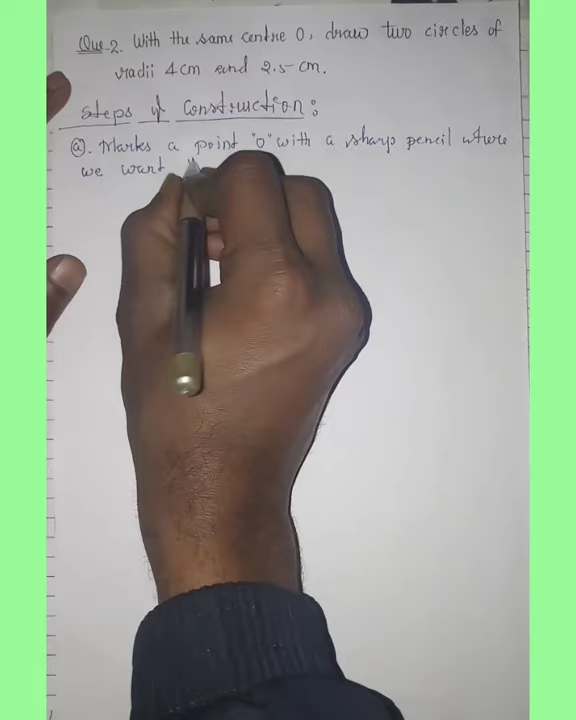 Que-2. With the same centre O, draw two circles of
radii 4cm and 2.5-cm.
Steps of Construction:
@. Marks a point "O" with a sharp pencil where
we want